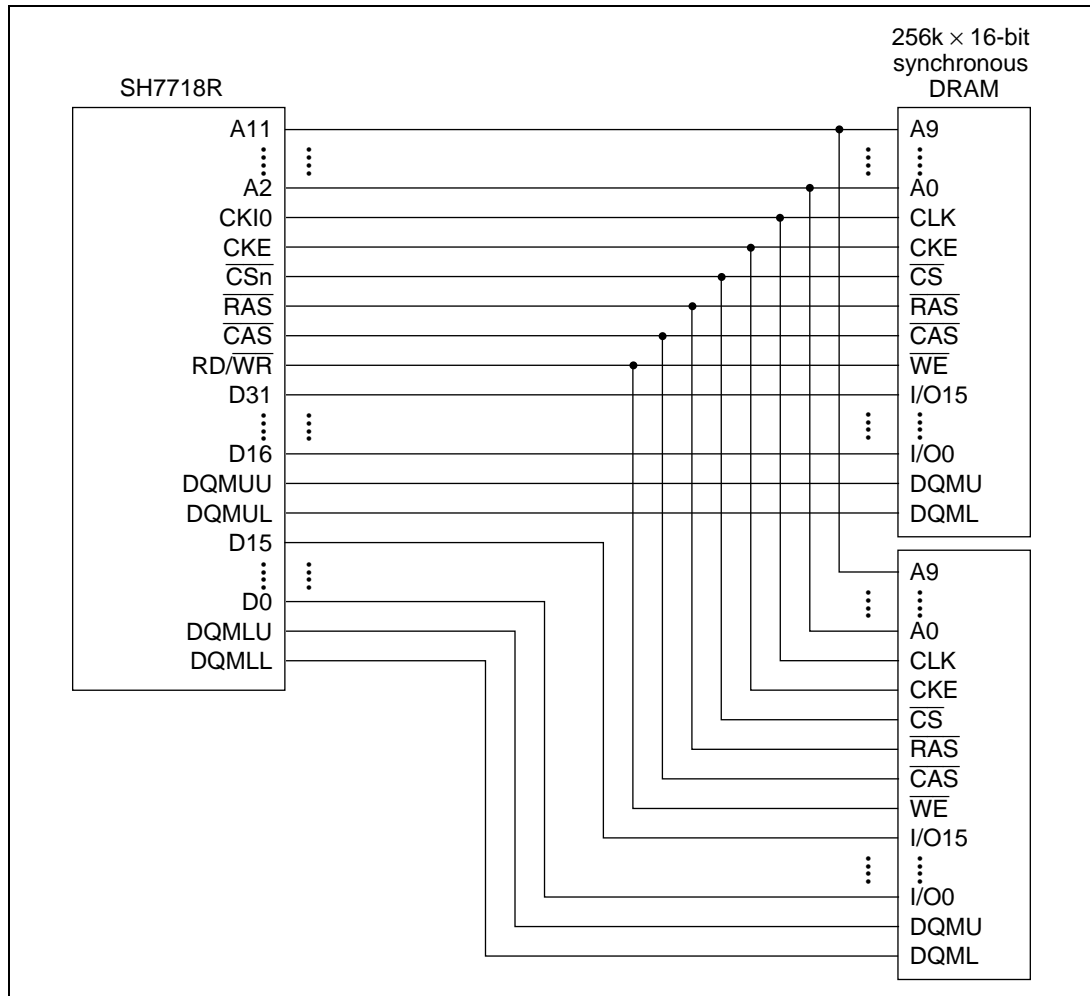 256k × 16-bit
synchronous
DRAM
SH7718R
A11
A2
CKI0
CKE
CSn
RAS
CAS
RD/WR
D31
D16
DQMUU
DQMUL
D15
D0
DQMLU
DQMLL
A9
A0
CLK
CKE
CS
RAS
CAS
WE
I/O15
I/O0
DQMU
DQML
A9
A0
CLK
CKE
CS
RAS
CAS
WE
I/O15
I/O0
DQMU
DQML